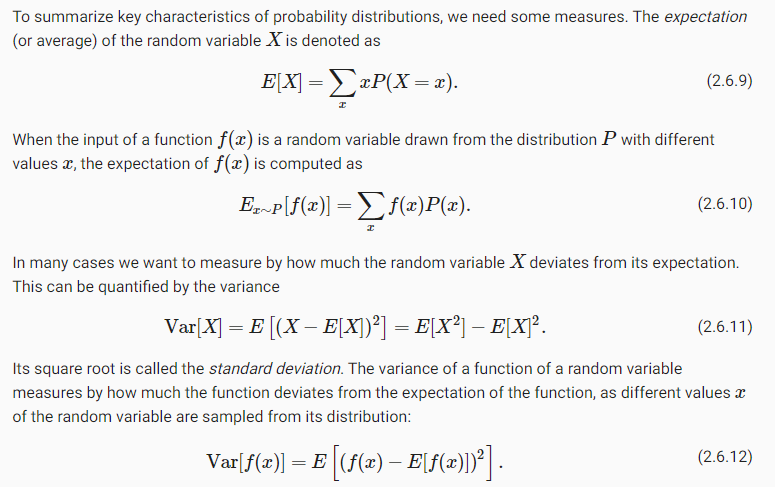 To summarize key characteristics of probability distributions, we need some measures. The expectation
(or average) of the random variable X is denoted as
E[X] = ∑ₓ xP(X = x). (2.6.9)
When the input of a function f(x) is a random variable drawn from the distribution P with different
values x, the expectation of f(x) is computed as
Eₓ∼P[f(x)] = ∑ₓ f(x)P(x). (2.6.10)
In many cases we want to measure by how much the random variable X deviates from its expectation.
This can be quantified by the variance
Var[X] = E [(X − E[X])²] = E[X²] − E[X]². (2.6.11)
Its square root is called the standard deviation. The variance of a function of a random variable
measures by how much the function deviates from the expectation of the function, as different values x
of the random variable are sampled from its distribution:
Var[f(x)] = E [(f(x) − E[f(x)])²] . (2.6.12)